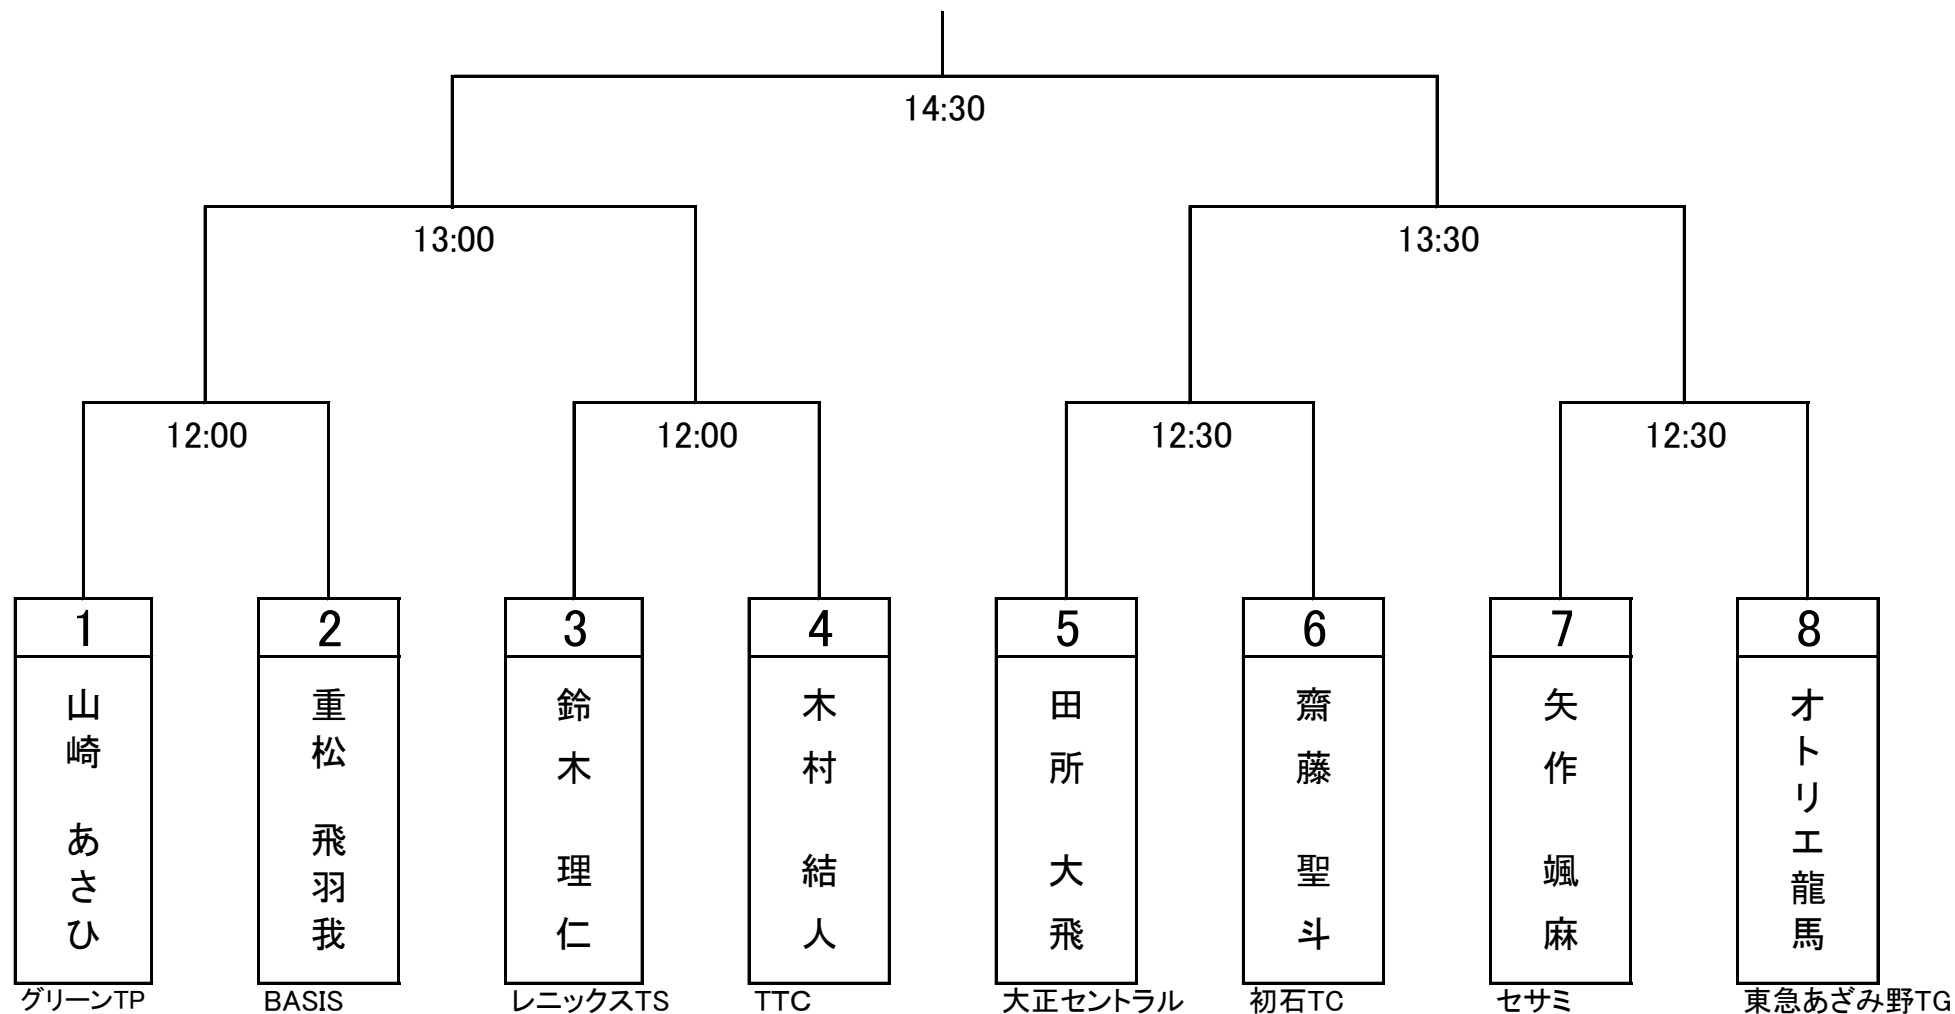 14:30
13:00
13:30
12:00
12:00
12:30
12:30
1
2
3
4
5
6
7
8
山崎 あさひ
重松 飛羽我
鈴木 理仁
木村 結人
田所 大飛
齋藤 聖斗
矢作 颯麻
オトリエ龍馬
グリーンTP
BASIS
レニックスTS
TTC
大正セントラル
初石TC
セサミ
東急あざみ野TG